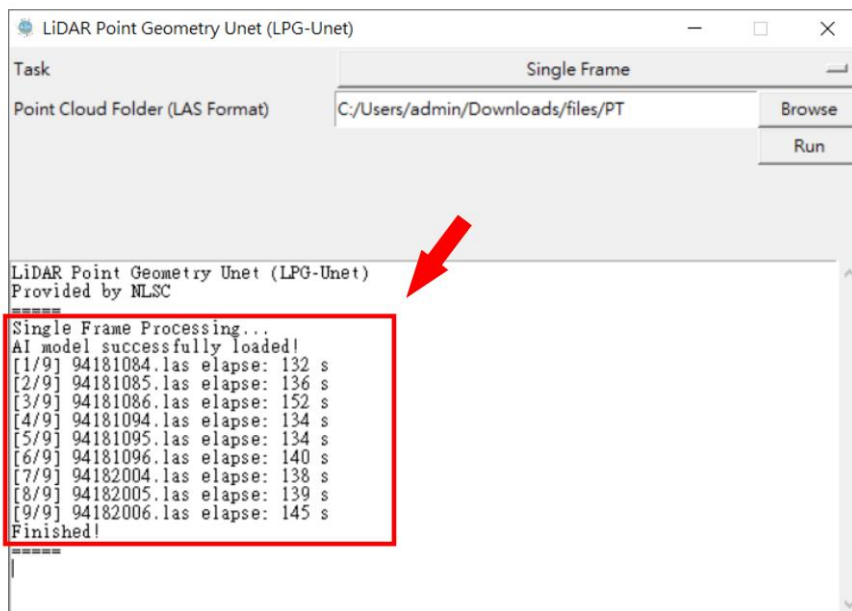 LiDAR Point Geometry Unet (LPG-Unet)
Task Single Frame
Point Cloud Folder (LAS Format) C:/Users/admin/Downloads/files/PT Browse
Run
LiDAR Point Geometry Unet (LPG-Unet)
Provided by NLSC
=====
Single Frame Processing...
AI model successfully loaded!
[1/9] 94181084.las elapse: 132 s
[2/9] 94181085.las elapse: 136 s
[3/9] 94181086.las elapse: 152 s
[4/9] 94181094.las elapse: 134 s
[5/9] 94181095.las elapse: 134 s
[6/9] 94181096.las elapse: 140 s
[7/9] 94182004.las elapse: 138 s
[8/9] 94182005.las elapse: 139 s
[9/9] 94182006.las elapse: 145 s
Finished!
=====